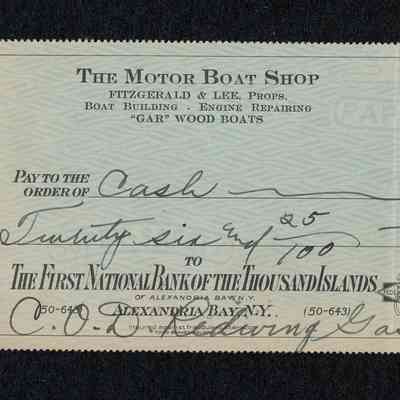 THE MOTOR BOAT SHOP
FITZGERALD & LEE, PROPS.
BOAT BUILDING - ENGINE REPAIRING
"GAR" WOOD BOATS
PAY TO THE
ORDER OF Cash
Twenty six and 25/100
TO
THE FIRST NATIONAL BANK OF THE THOUSAND ISLANDS
OF ALEXANDRIA BAY, N.Y.
(50-643) ALEXANDRIA BAY, N.Y. (50-643)
C.O.D. Redwing